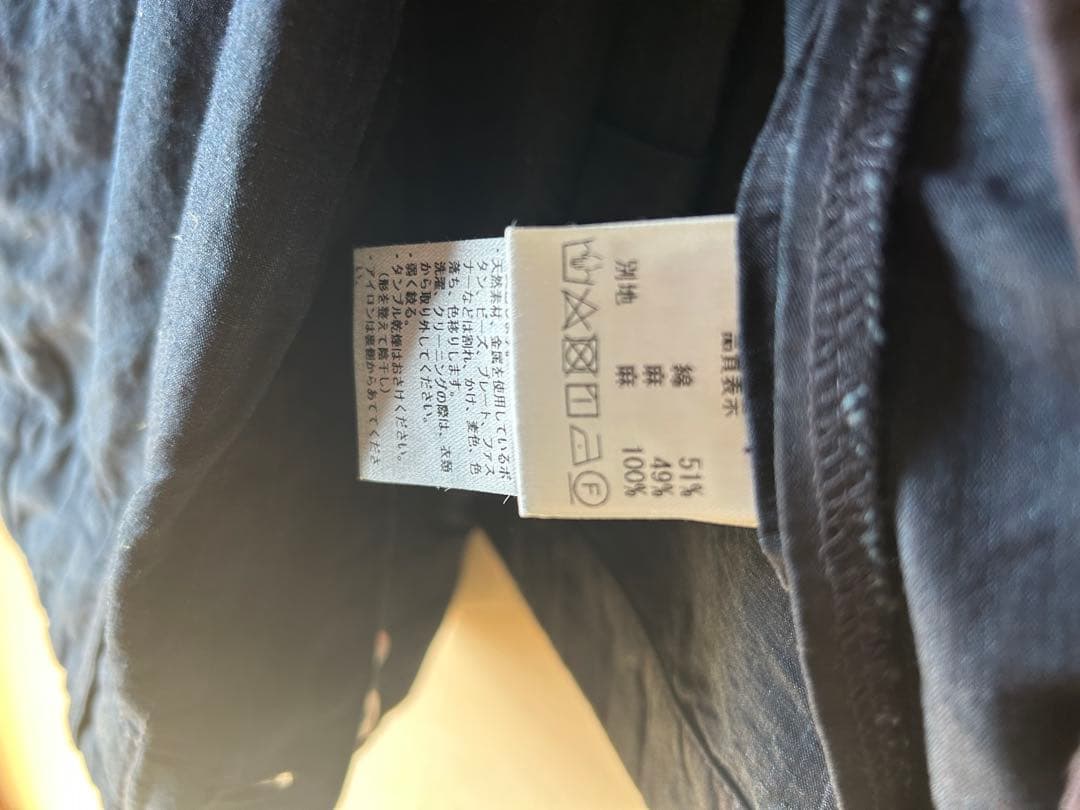 品質表示
綿 51%
麻 49%
別地 麻 100%
F
・天然素材、金属を使用しているボ
タン、ビーズ、プレート、ファス
ナーなどは割れ、かけ、変色、色
落ち、色移りします。
洗濯、クリーニングの際は、衣類
から取り外してください。
弱く絞る。
・タンブル乾燥はおさけください。
(形を整えて陰干し)
・アイロンは裏側からあててくださ
い。